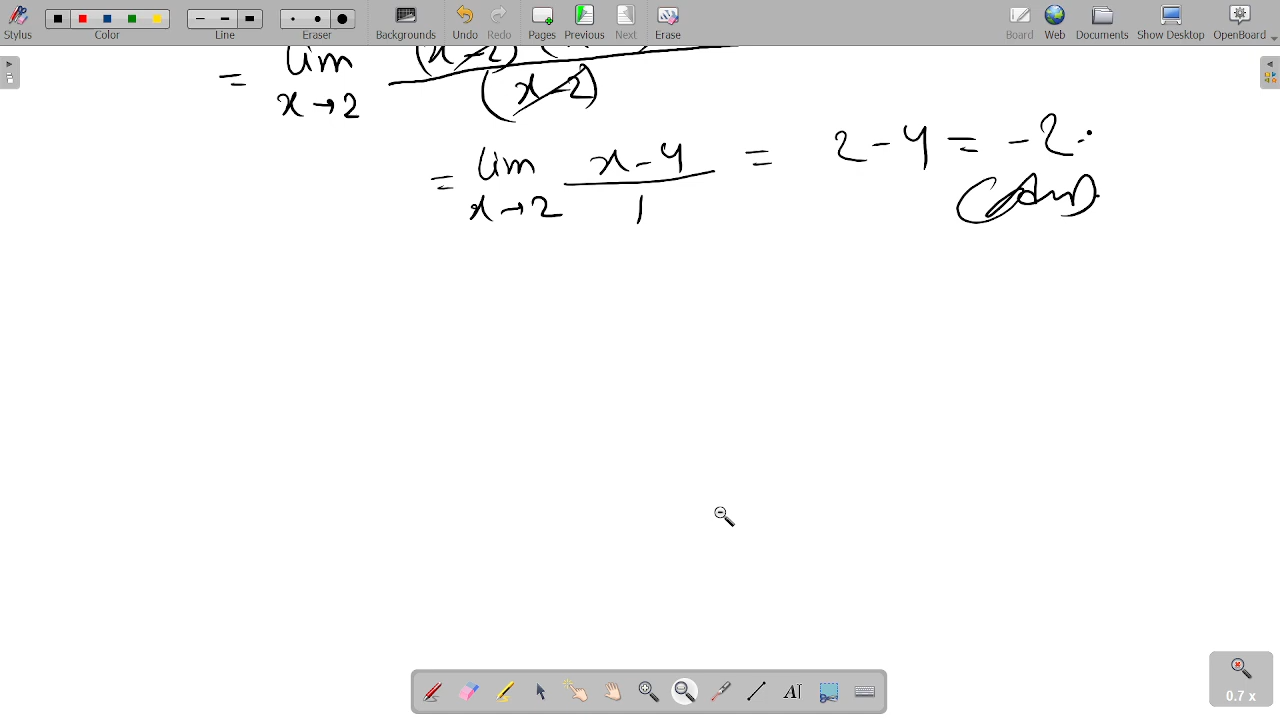 Stylus Color Line Eraser Backgrounds Undo Redo Pages Previous Next Erase Board Web Documents Show Desktop OpenBoard
= lim x→2 (x-2) / (x-2)
= lim x→2 x-4 / 1 = 2-4 = -2.
(Ans)
0.7 x